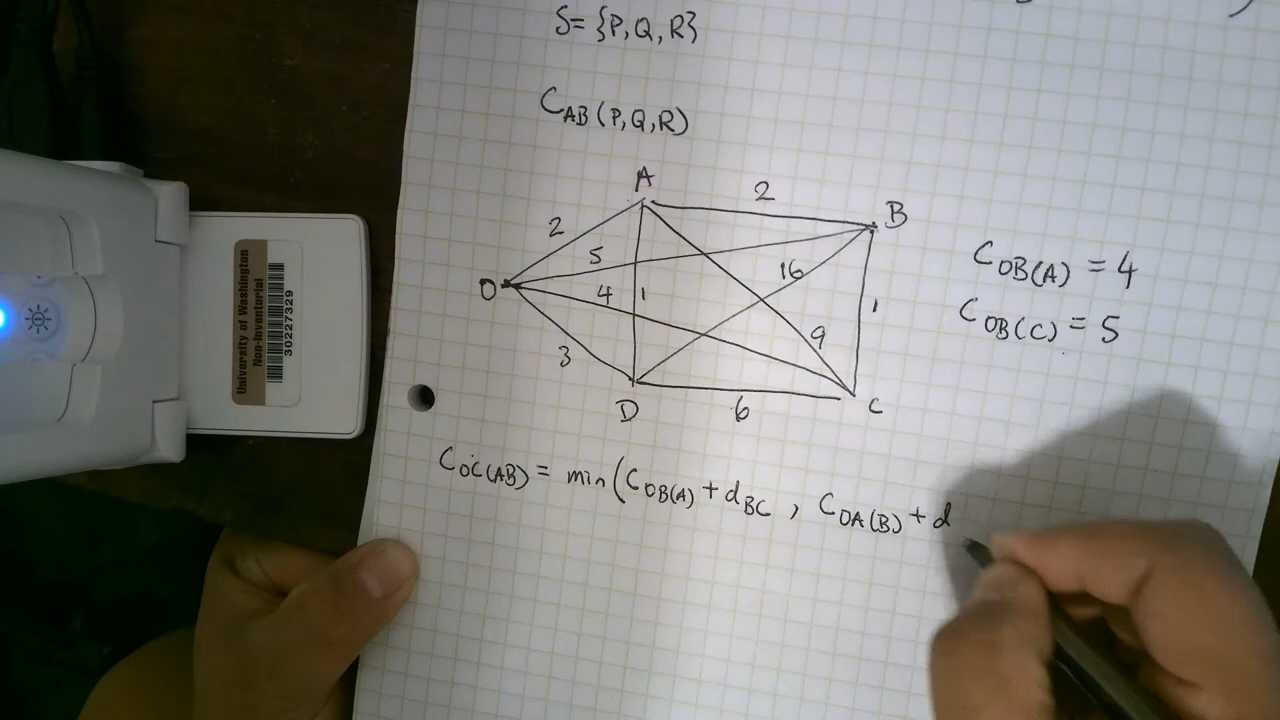 S = {P,Q,R}
C_AB(P,Q,R)
A
2
B
2
5
16
O
4
1
1
9
3
D
6
C
C_OB(A) = 4
C_OB(C) = 5
C_OC(AB) = min(C_OB(A) + d_BC , C_OA(B) + d
University of Washington
Non-Inventorial
30227329